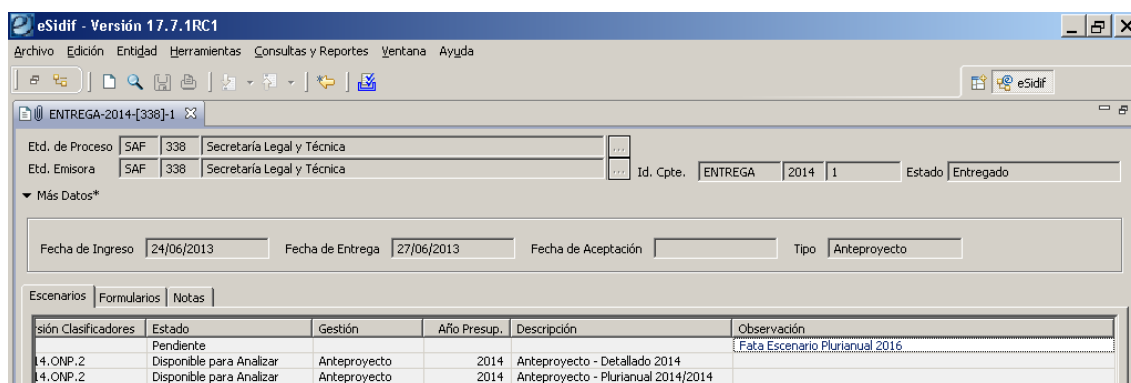 eSidif - Versión 17.7.1RC1
Archivo Edición Entidad Herramientas Consultas y Reportes Ventana Ayuda
eSidif
ENTREGA-2014-[338]-1
Etd. de Proceso SAF 338 Secretaría Legal y Técnica ...
Etd. Emisora SAF 338 Secretaría Legal y Técnica ... Id. Cpte. ENTREGA 2014 1 Estado Entregado
Más Datos*
Fecha de Ingreso 24/06/2013 Fecha de Entrega 27/06/2013 Fecha de Aceptación Tipo Anteproyecto
Escenarios Formularios Notas
rsión Clasificadores Estado Gestión Año Presup. Descripción Observación
Pendiente Fata Escenario Plurianual 2016
14.ONP.2 Disponible para Analizar Anteproyecto 2014 Anteproyecto - Detallado 2014
14.ONP.2 Disponible para Analizar Anteproyecto 2014 Anteproyecto - Plurianual 2014/2014